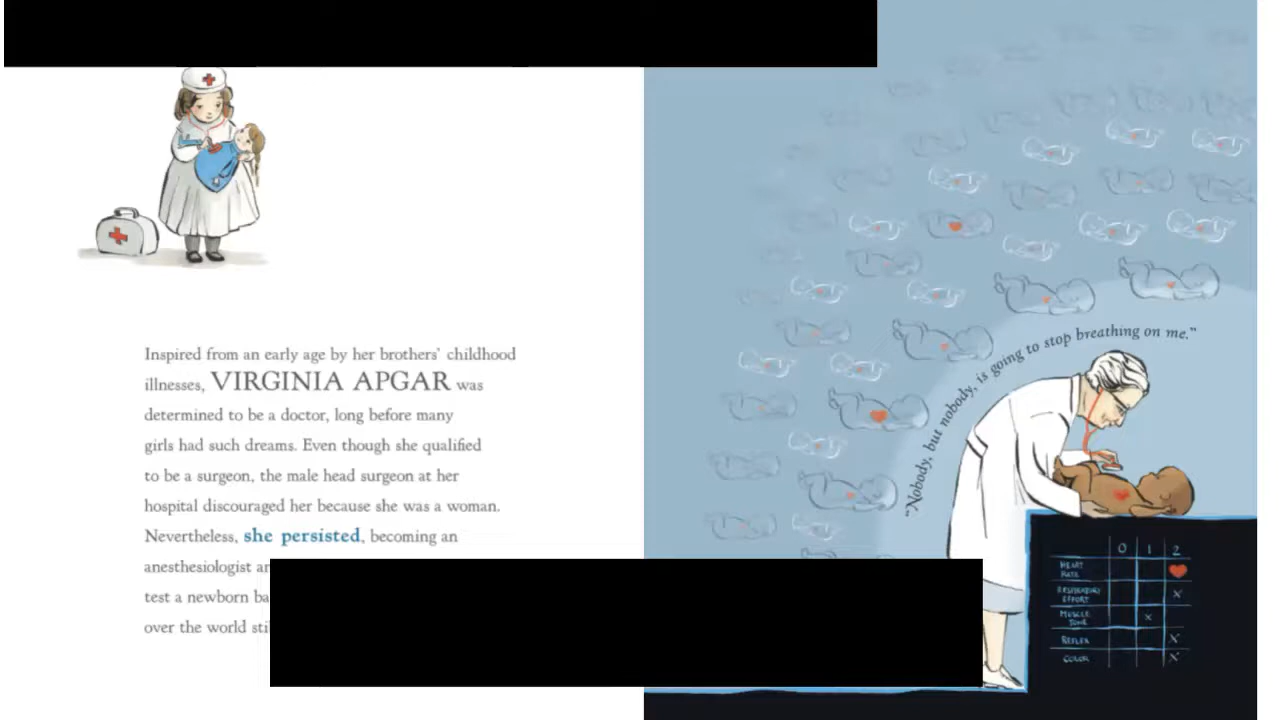 Inspired from an early age by her brothers' childhood
illnesses, VIRGINIA APGAR was
determined to be a doctor, long before many
girls had such dreams. Even though she qualified
to be a surgeon, the male head surgeon at her
hospital discouraged her because she was a woman.
Nevertheless, she persisted, becoming an
anesthesiologist
test a newborn
over the world
"Nobody, but nobody, is going to stop breathing on me."
0 1 2
HEART
RATE
RESPIRATORY
EFFORT X
MUSCLE
TONE X
REFLEX X
COLOR X